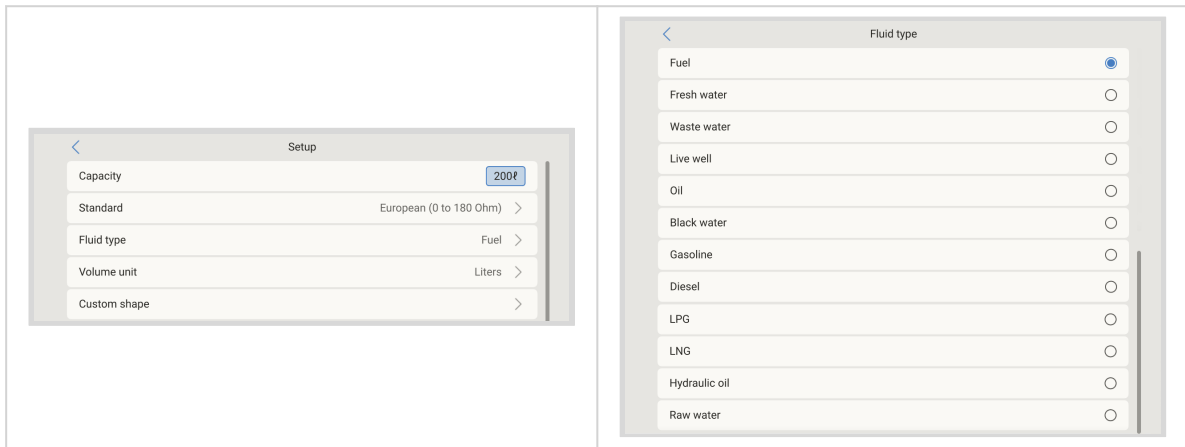 Setup
Capacity 200ℓ
Standard European (0 to 180 Ohm)
Fluid type Fuel
Volume unit Liters
Custom shape
Fluid type
Fuel
Fresh water
Waste water
Live well
Oil
Black water
Gasoline
Diesel
LPG
LNG
Hydraulic oil
Raw water